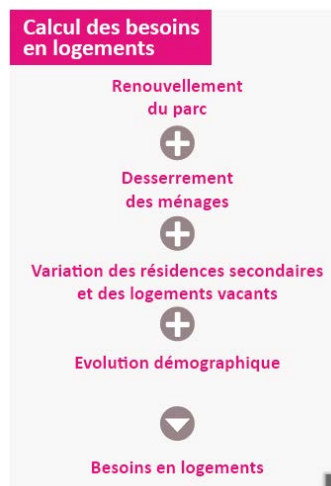 Calcul des besoins
en logements
Renouvellement
du parc
Desserrement
des ménages
Variation des résidences secondaires
et des logements vacants
Evolution démographique
Besoins en logements